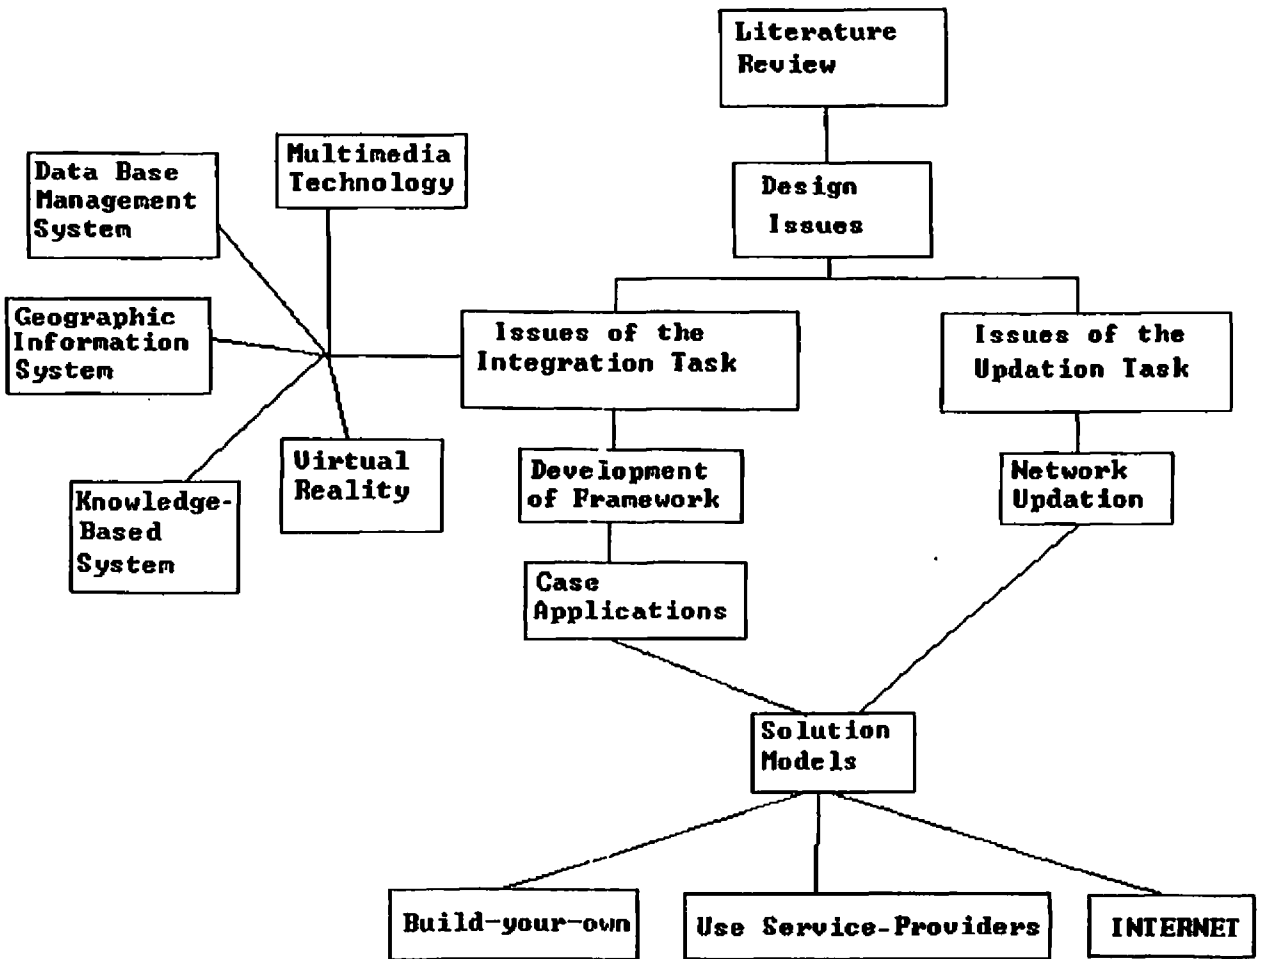 Literature
Review
Design
Issues
Multimedia
Technology
Data Base
Management
System
Geographic
Information
System
Knowledge-
Based
System
Virtual
Reality
Issues of the
Integration Task
Issues of the
Updation Task
Development
of Framework
Network
Updation
Case
Applications
Solution
Models
Build-your-own
Use Service-Providers
INTERNET